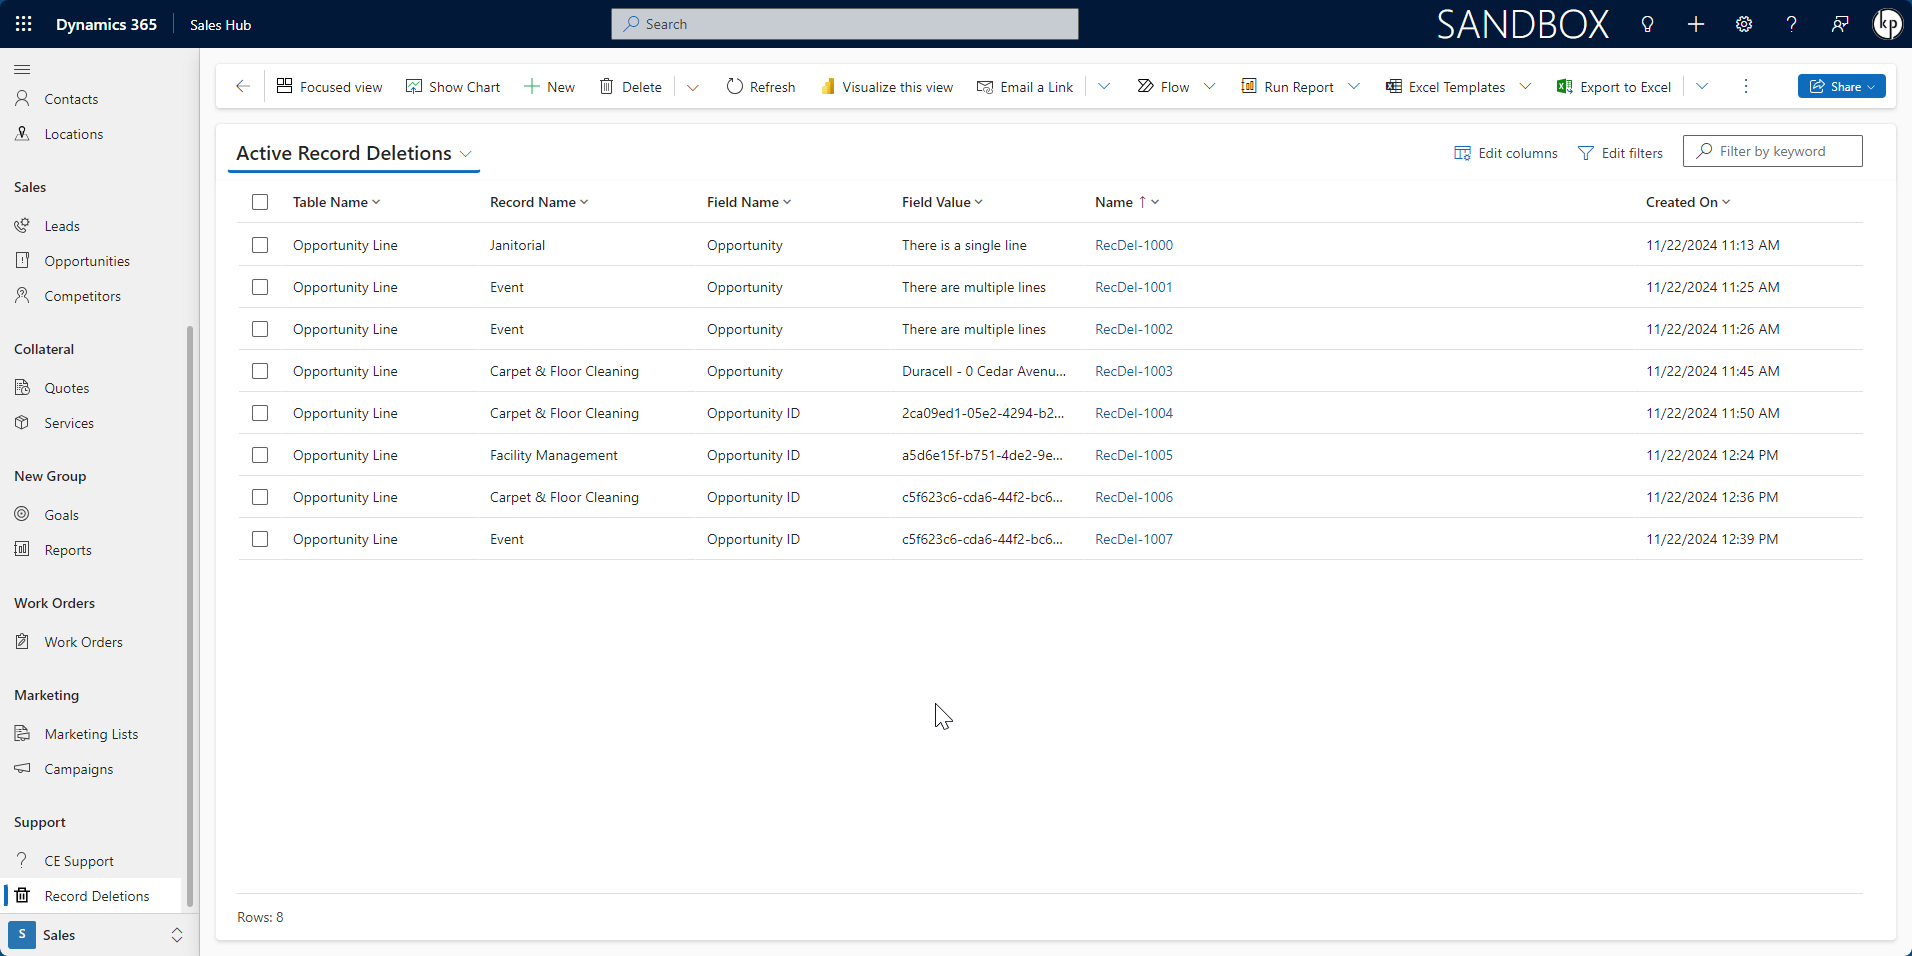 Dynamics 365 Sales Hub Search SANDBOX kp
Focused view Show Chart New Delete Refresh Visualize this view Email a Link Flow Run Report Excel Templates Export to Excel Share
Contacts
Locations
Sales
Leads
Opportunities
Competitors
Collateral
Quotes
Services
New Group
Goals
Reports
Work Orders
Work Orders
Marketing
Marketing Lists
Campaigns
Support
CE Support
Record Deletions
S Sales
Active Record Deletions Edit columns Edit filters Filter by keyword
Table Name Record Name Field Name Field Value Name ↑ Created On
Opportunity Line Janitorial Opportunity There is a single line RecDel-1000 11/22/2024 11:13 AM
Opportunity Line Event Opportunity There are multiple lines RecDel-1001 11/22/2024 11:25 AM
Opportunity Line Event Opportunity There are multiple lines RecDel-1002 11/22/2024 11:26 AM
Opportunity Line Carpet & Floor Cleaning Opportunity Duracell - 0 Cedar Avenu... RecDel-1003 11/22/2024 11:45 AM
Opportunity Line Carpet & Floor Cleaning Opportunity ID 2ca09ed1-05e2-4294-b2... RecDel-1004 11/22/2024 11:50 AM
Opportunity Line Facility Management Opportunity ID a5d6e15f-b751-4de2-9e... RecDel-1005 11/22/2024 12:24 PM
Opportunity Line Carpet & Floor Cleaning Opportunity ID c5f623c6-cda6-44f2-bc6... RecDel-1006 11/22/2024 12:36 PM
Opportunity Line Event Opportunity ID c5f623c6-cda6-44f2-bc6... RecDel-1007 11/22/2024 12:39 PM
Rows: 8